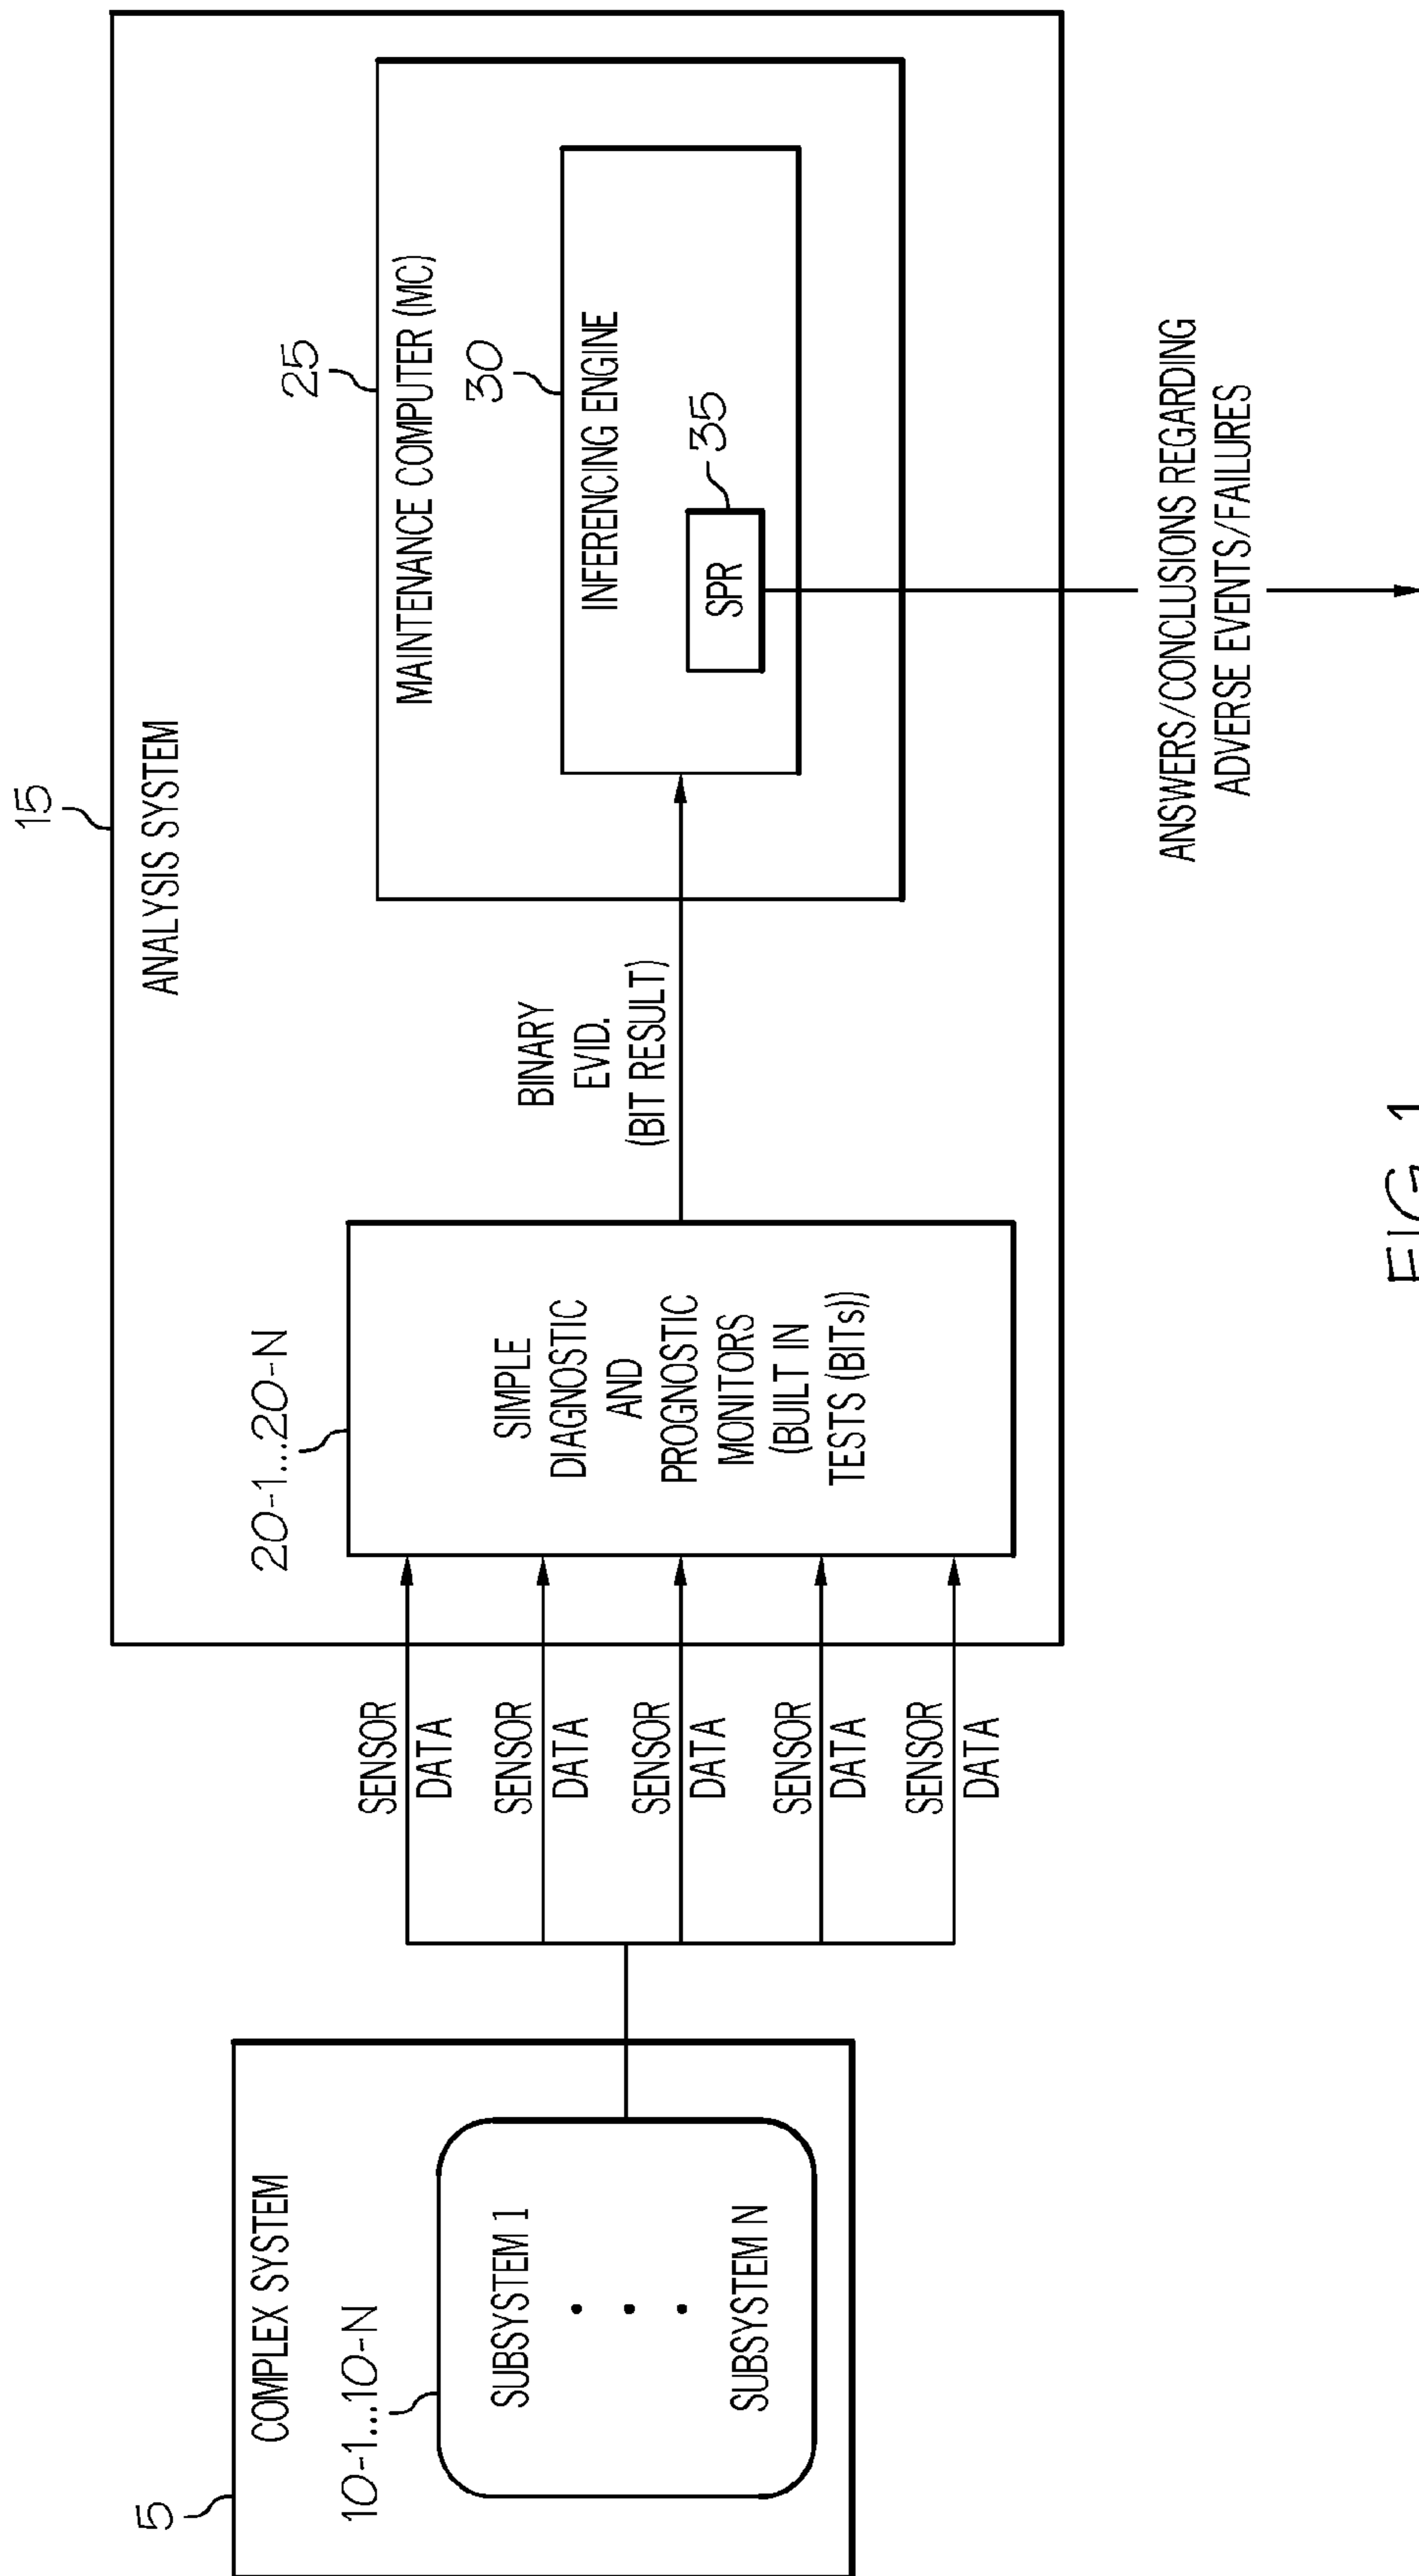 5
COMPLEX SYSTEM
10-1...10-N
SUBSYSTEM 1
SUBSYSTEM N
SENSOR
DATA
SENSOR
DATA
SENSOR
DATA
SENSOR
DATA
SENSOR
DATA
15
ANALYSIS SYSTEM
20-1...20-N
SIMPLE
DIAGNOSTIC
AND
PROGNOSTIC
MONITORS
(BUILT IN
TESTS (BITs))
BINARY
EVID.
(BIT RESULT)
25
MAINTENANCE COMPUTER (MC)
30
INFERENCING ENGINE
35
SPR
ANSWERS/CONCLUSIONS REGARDING
ADVERSE EVENTS/FAILURES
FIG. 1